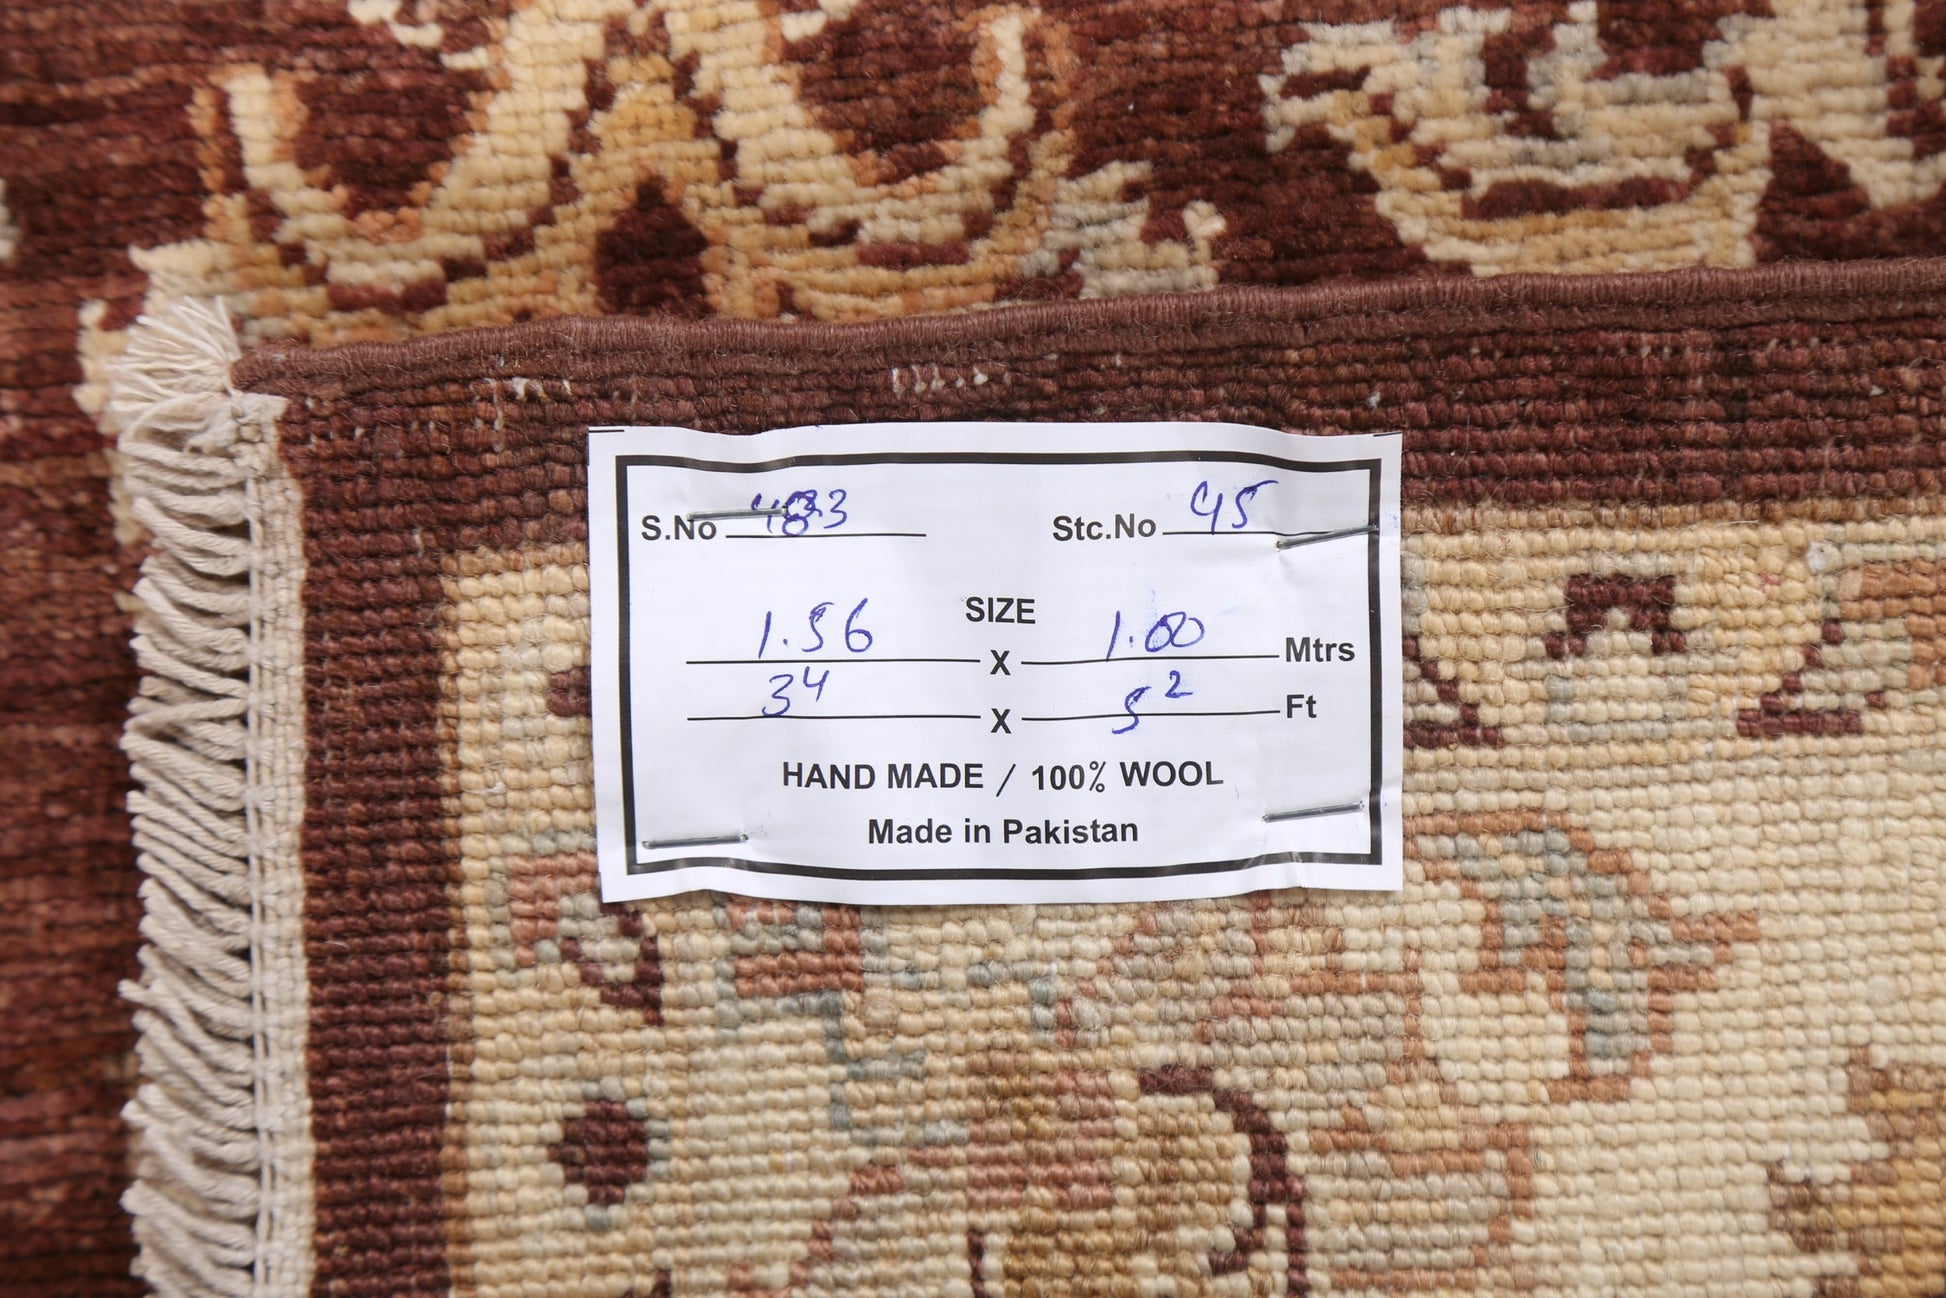 S.No 483 Stc.No 45
SIZE
1.56 X 1.00 Mtrs
3⁴ X 5² Ft
HAND MADE / 100% WOOL
Made in Pakistan